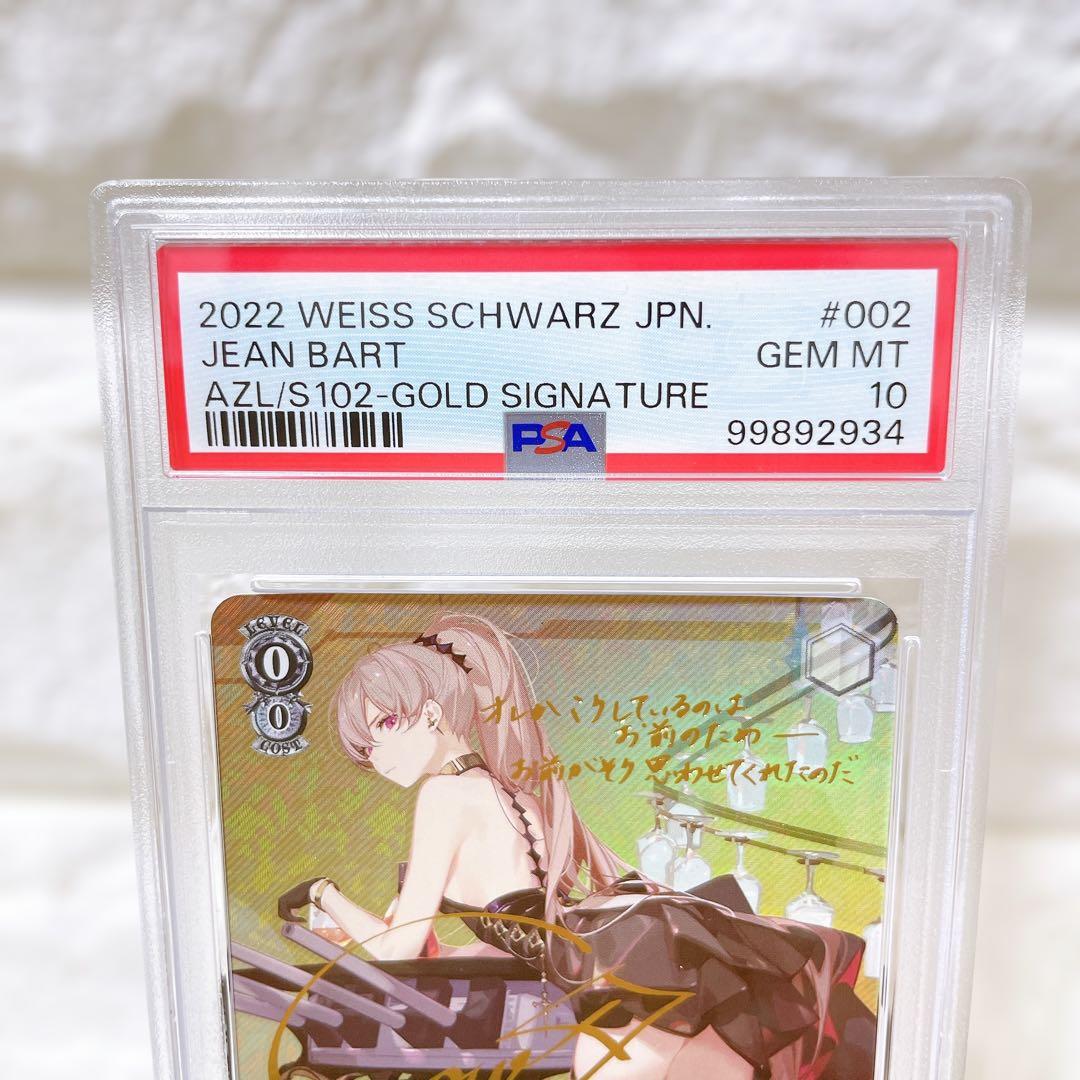 2022 WEISS SCHWARZ JPN. #002
JEAN BART GEM MT
AZL/S102-GOLD SIGNATURE 10
PSA 99892934
LEVEL
0
0
COST
オレがこうしているのは
お前のため—
お前がそう思わせてくれたのだ